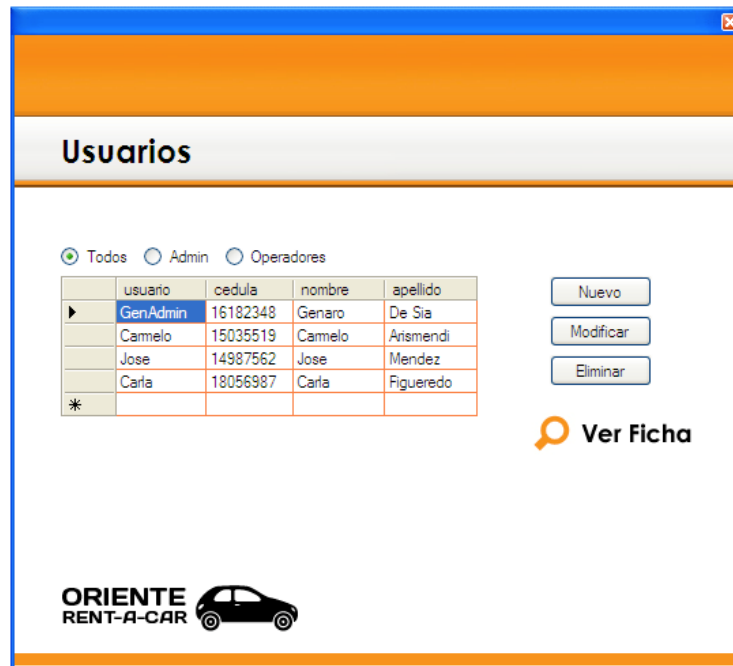 Usuarios
Todos Admin Operadores
usuario cedula nombre apellido
GenAdmin 16182348 Genaro De Sia
Carmelo 15035519 Carmelo Arismendi
Jose 14987562 Jose Mendez
Carla 18056987 Carla Figueredo
Nuevo
Modificar
Eliminar
Ver Ficha
ORIENTE
RENT-A-CAR